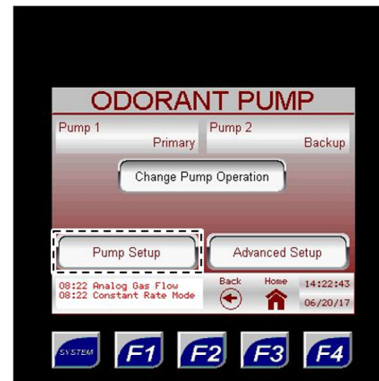 ODORANT PUMP
Pump 1
Primary
Pump 2
Backup
Change Pump Operation
Pump Setup
Advanced Setup
08:22 Analog Gas Flow
08:22 Constant Rate Mode
Back
Home
14:22:43
06/20/17
SYSTEM
F1
F2
F3
F4